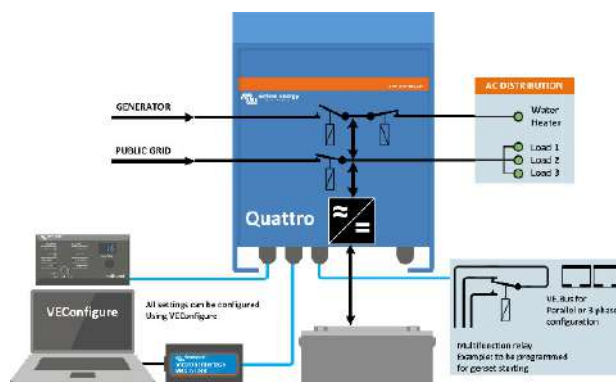 victron energy
AC DISTRIBUTION
GENERATOR
Water
Heater
PUBLIC GRID
Load 1
Load 2
Load 3
Quattro
VEConfigure
All settings can be configured
Using VEConfigure
VE.Bus for
Parallel or 3 phase
configuration
Multifunction relay
Example: to be programmed
for genset starting